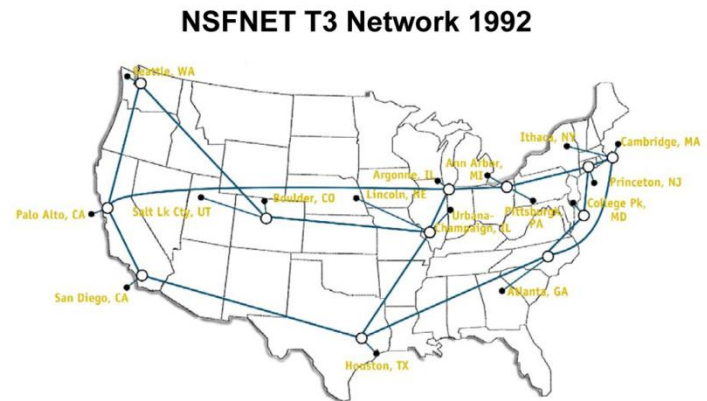 NSFNET T3 Network 1992
Seattle, WA
Ithaca, NY
Cambridge, MA
Ann Arbor,
MI
Argonne, IL
Princeton, NJ
Salt Lk Cty, UT
Boulder, CO
Lincoln, NE
Pittsburgh,
PA
College Pk,
MD
Palo Alto, CA
Urbana-
Champaign, IL
San Diego, CA
Atlanta, GA
Houston, TX